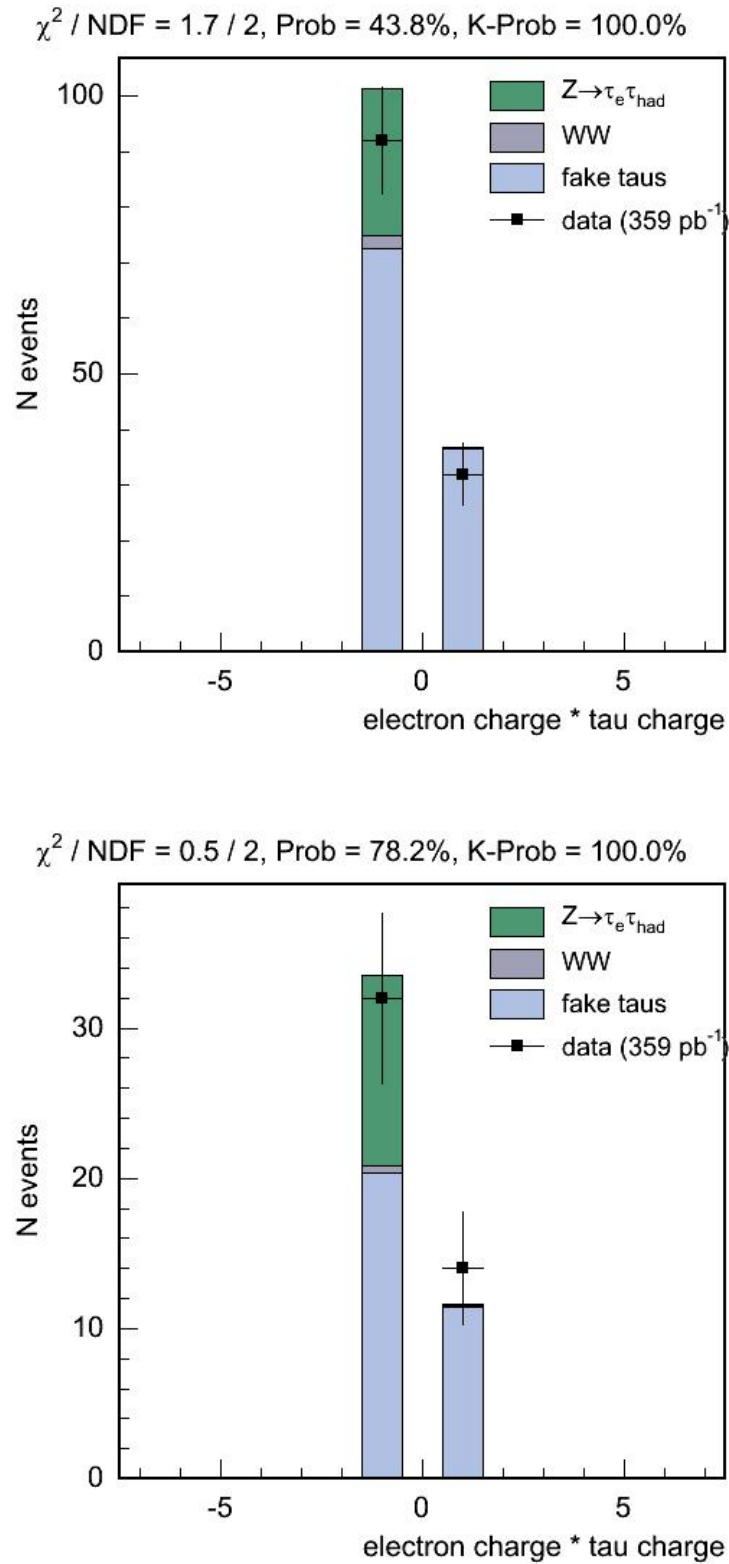 χ² / NDF = 1.7 / 2, Prob = 43.8%, K-Prob = 100.0%
100
Z→τeτhad
WW
fake taus
data (359 pb⁻¹)
N events
50
0
-5 0 5
electron charge * tau charge
χ² / NDF = 0.5 / 2, Prob = 78.2%, K-Prob = 100.0%
Z→τeτhad
WW
fake taus
data (359 pb⁻¹)
30
N events
20
10
0
-5 0 5
electron charge * tau charge